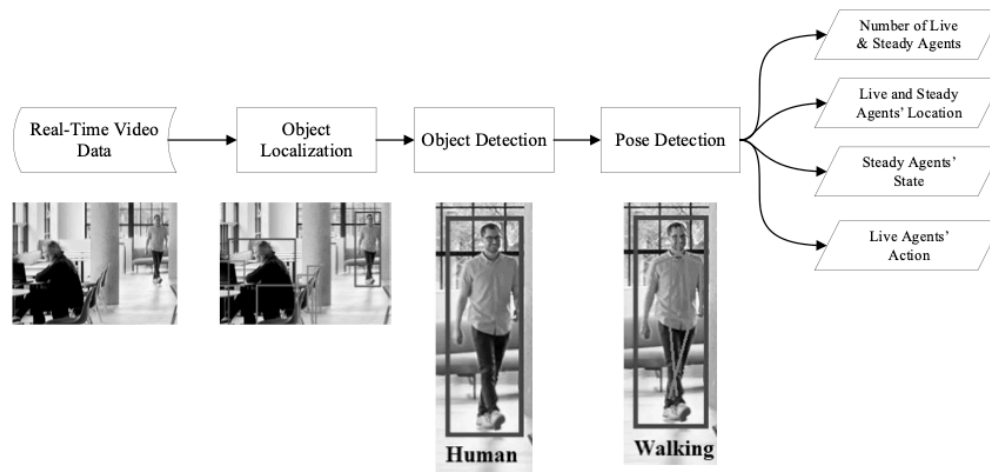 Number of Live
& Steady Agents
Real-Time Video
Data
Object
Localization
Object Detection
Pose Detection
Live and Steady
Agents' Location
Steady Agents'
State
Live Agents'
Action
Human
Walking